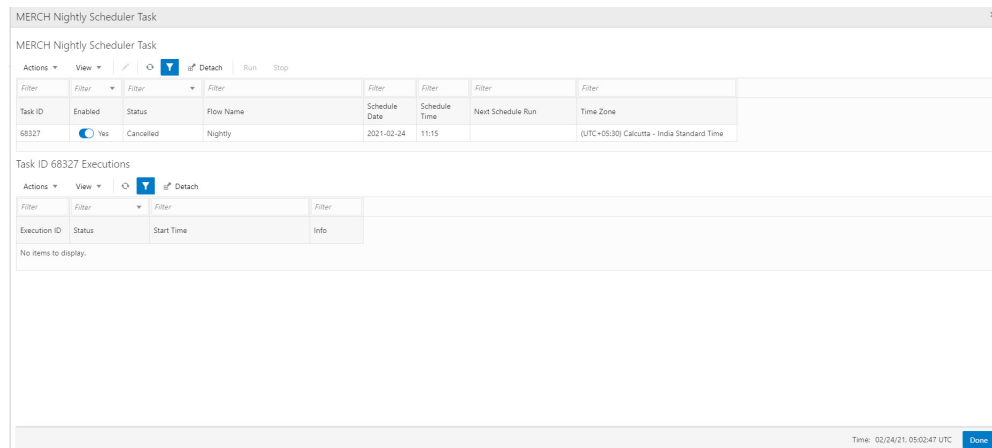 MERCH Nightly Scheduler Task
MERCH Nightly Scheduler Task
Actions View Detach Run Stop
Filter Filter Filter Filter Filter Filter Filter Filter
Task ID Enabled Status Flow Name Schedule Date Schedule Time Next Schedule Run Time Zone
68327 Yes Cancelled Nightly 2021-02-24 11:15 (UTC+05:30) Calcutta - India Standard Time
Task ID 68327 Executions
Actions View Detach
Filter Filter Filter Filter
Execution ID Status Start Time Info
No items to display.
Time: 02/24/21, 05:02:47 UTC Done